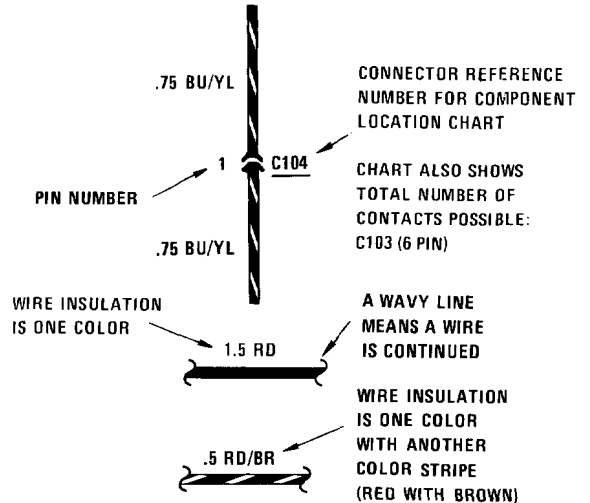 .75 BU/YL
CONNECTOR REFERENCE
NUMBER FOR COMPONENT
LOCATION CHART
1
C104
PIN NUMBER
CHART ALSO SHOWS
TOTAL NUMBER OF
CONTACTS POSSIBLE:
C103 (6 PIN)
.75 BU/YL
WIRE INSULATION
IS ONE COLOR
1.5 RD
A WAVY LINE
MEANS A WIRE
IS CONTINUED
.5 RD/BR
WIRE INSULATION
IS ONE COLOR
WITH ANOTHER
COLOR STRIPE
(RED WITH BROWN)